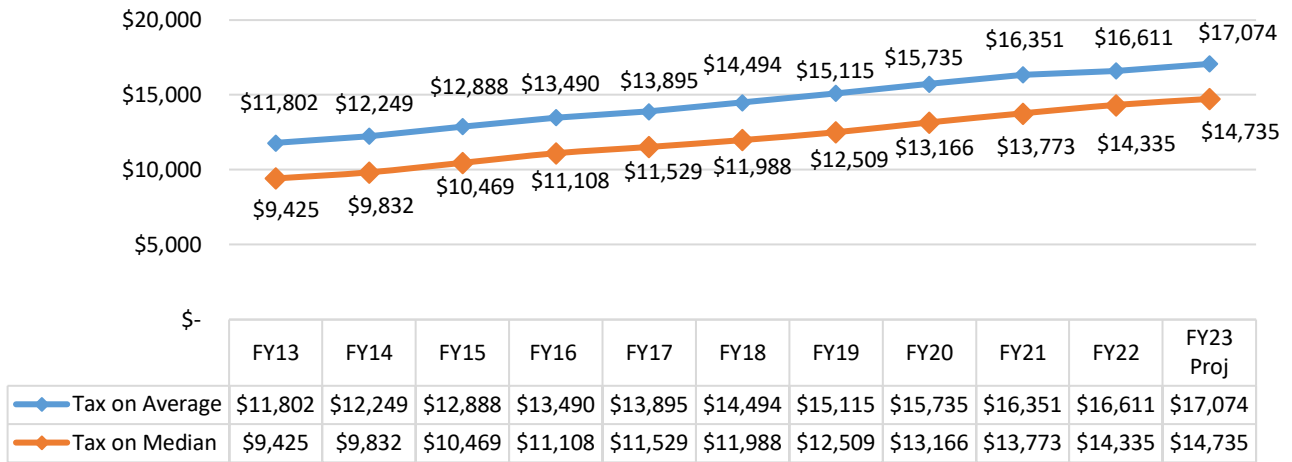 $20,000
$15,000
$10,000
$5,000
$-
$11,802 $12,249 $12,888 $13,490 $13,895 $14,494 $15,115 $15,735 $16,351 $16,611 $17,074
$9,425 $9,832 $10,469 $11,108 $11,529 $11,988 $12,509 $13,166 $13,773 $14,335 $14,735
FY13 FY14 FY15 FY16 FY17 FY18 FY19 FY20 FY21 FY22 FY23
Proj
Tax on Average $11,802 $12,249 $12,888 $13,490 $13,895 $14,494 $15,115 $15,735 $16,351 $16,611 $17,074
Tax on Median $9,425 $9,832 $10,469 $11,108 $11,529 $11,988 $12,509 $13,166 $13,773 $14,335 $14,735